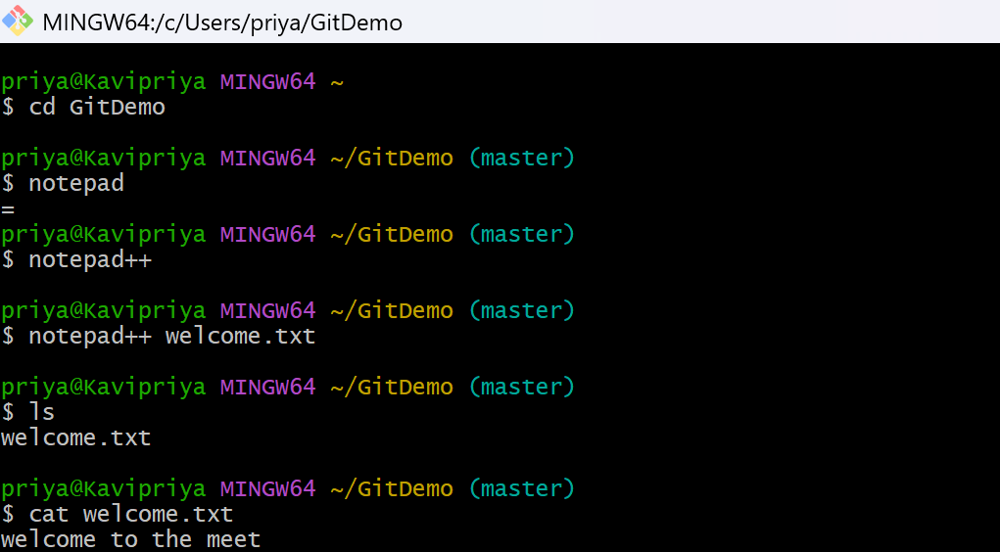 MINGW64:/c/Users/priya/GitDemo
priya@Kavipriya MINGW64 ~
$ cd GitDemo
priya@Kavipriya MINGW64 ~/GitDemo (master)
$ notepad
=
priya@Kavipriya MINGW64 ~/GitDemo (master)
$ notepad++
priya@Kavipriya MINGW64 ~/GitDemo (master)
$ notepad++ welcome.txt
priya@Kavipriya MINGW64 ~/GitDemo (master)
$ ls
welcome.txt
priya@Kavipriya MINGW64 ~/GitDemo (master)
$ cat welcome.txt
welcome to the meet